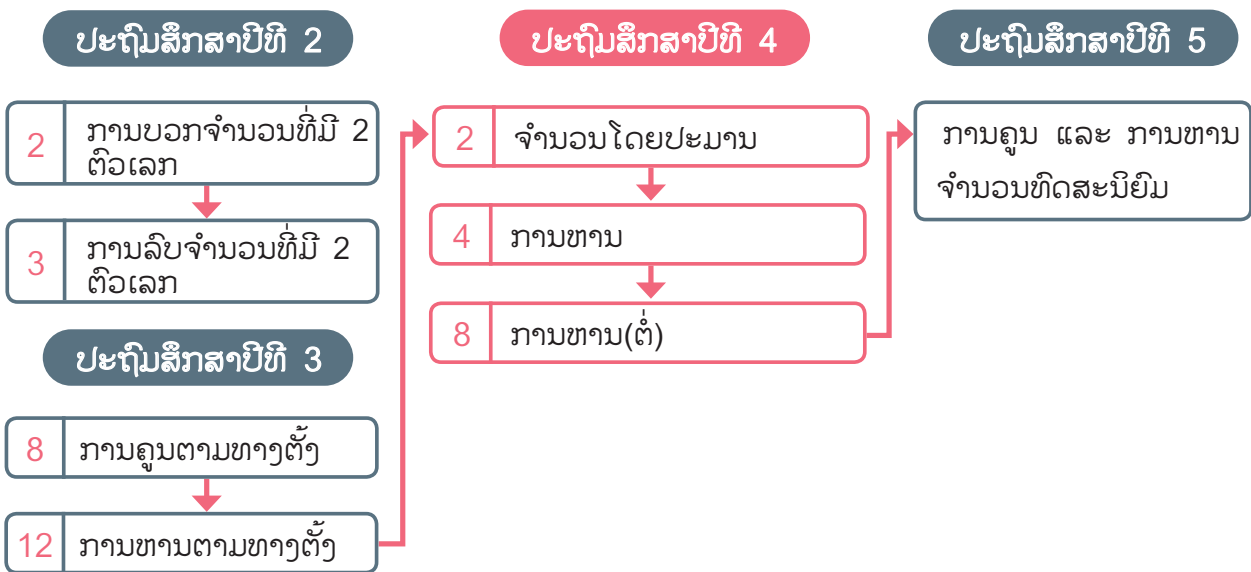 ປະຖົມສຶກສາປີທີ 2
2 ການບວກຈຳນວນທີ່ມີ 2
ຕົວເລກ
3 ການລົບຈຳນວນທີ່ມີ 2
ຕົວເລກ
ປະຖົມສຶກສາປີທີ 3
8 ການຄູນຕາມທາງຕັ້ງ
12 ການຫານຕາມທາງຕັ້ງ
ປະຖົມສຶກສາປີທີ 4
2 ຈຳນວນໂດຍປະມານ
4 ການຫານ
8 ການຫານ(ຕໍ່)
ປະຖົມສຶກສາປີທີ 5
ການຄູນ ແລະ ການຫານ
ຈຳນວນທົດສະນິຍົມ